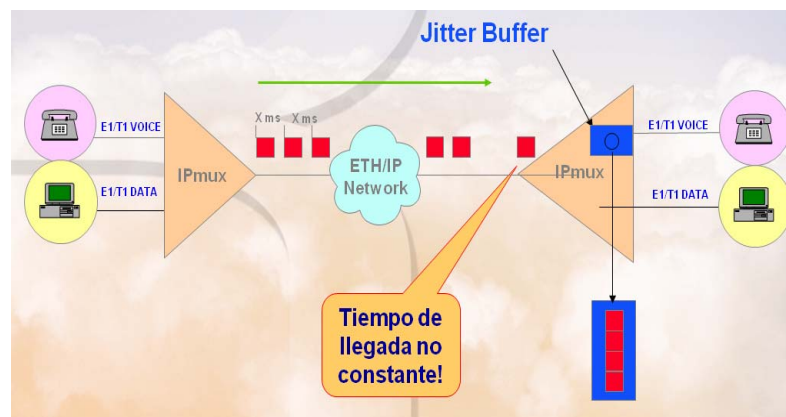 Jitter Buffer
X ms
X ms
E1/T1 VOICE
E1/T1 VOICE
IPmux
ETH/IP
Network
IPmux
E1/T1 DATA
E1/T1 DATA
Tiempo de
llegada no
constante!